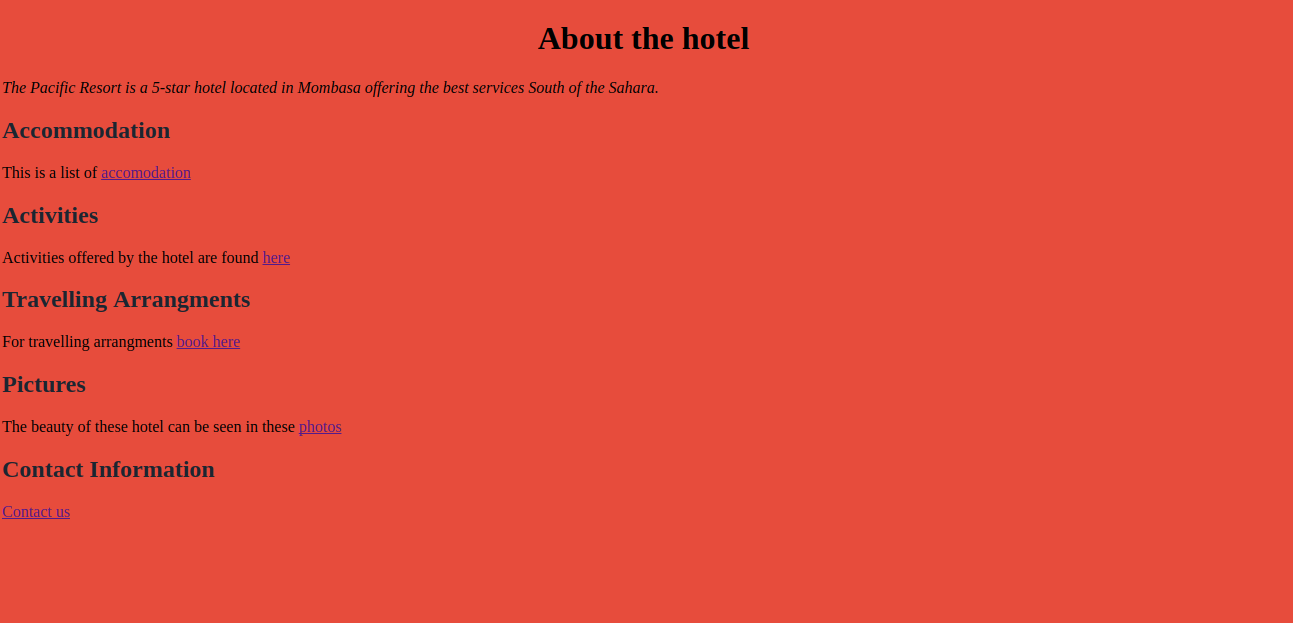 About the hotel
The Pacific Resort is a 5-star hotel located in Mombasa offering the best services South of the Sahara.
Accommodation
This is a list of accomodation
Activities
Activities offered by the hotel are found here
Travelling Arrangments
For travelling arrangments book here
Pictures
The beauty of these hotel can be seen in these photos
Contact Information
Contact us